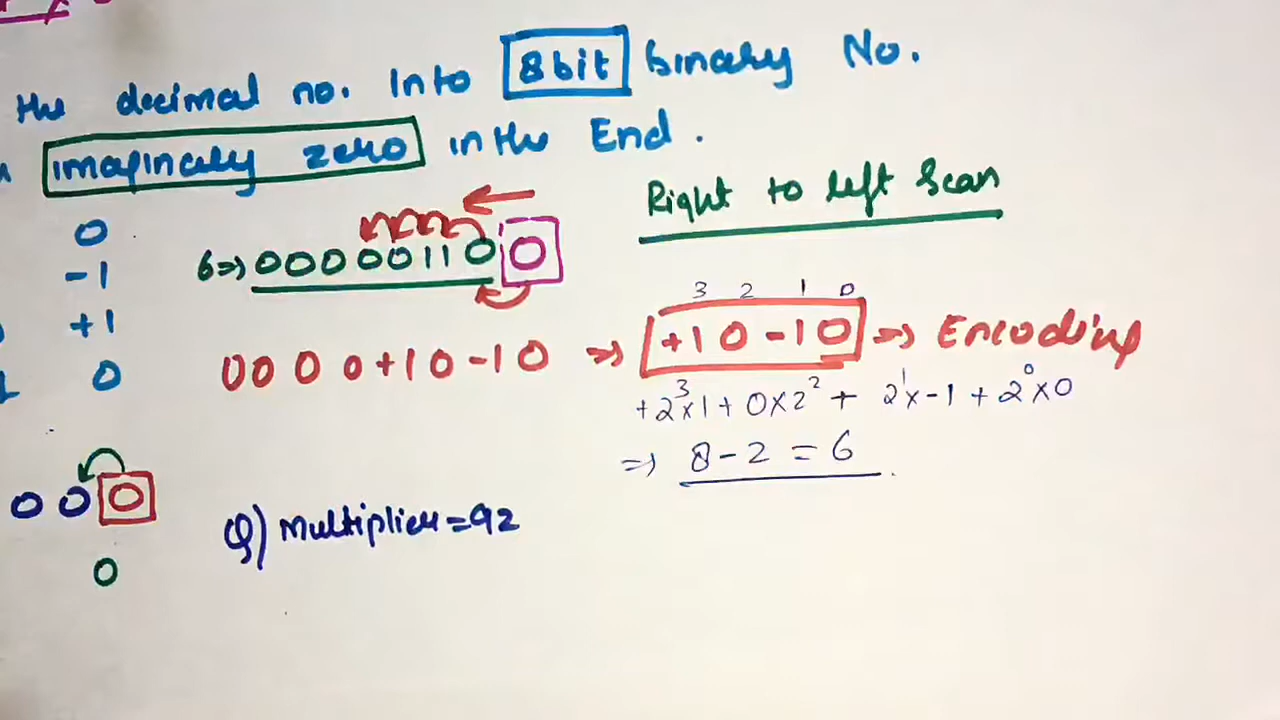 the decimal no. Into 8bit binary No.
imaginary zero in the End.
Right to left Scan
0
-1
+1
0
6=> 00000110 0
3 2 1 0
0000+10-10 => +10-10 => Encoding
+2³x1+0x2²+ 2¹x-1+2⁰x0
=> 8-2=6
000
Q) Multiplier=92
0